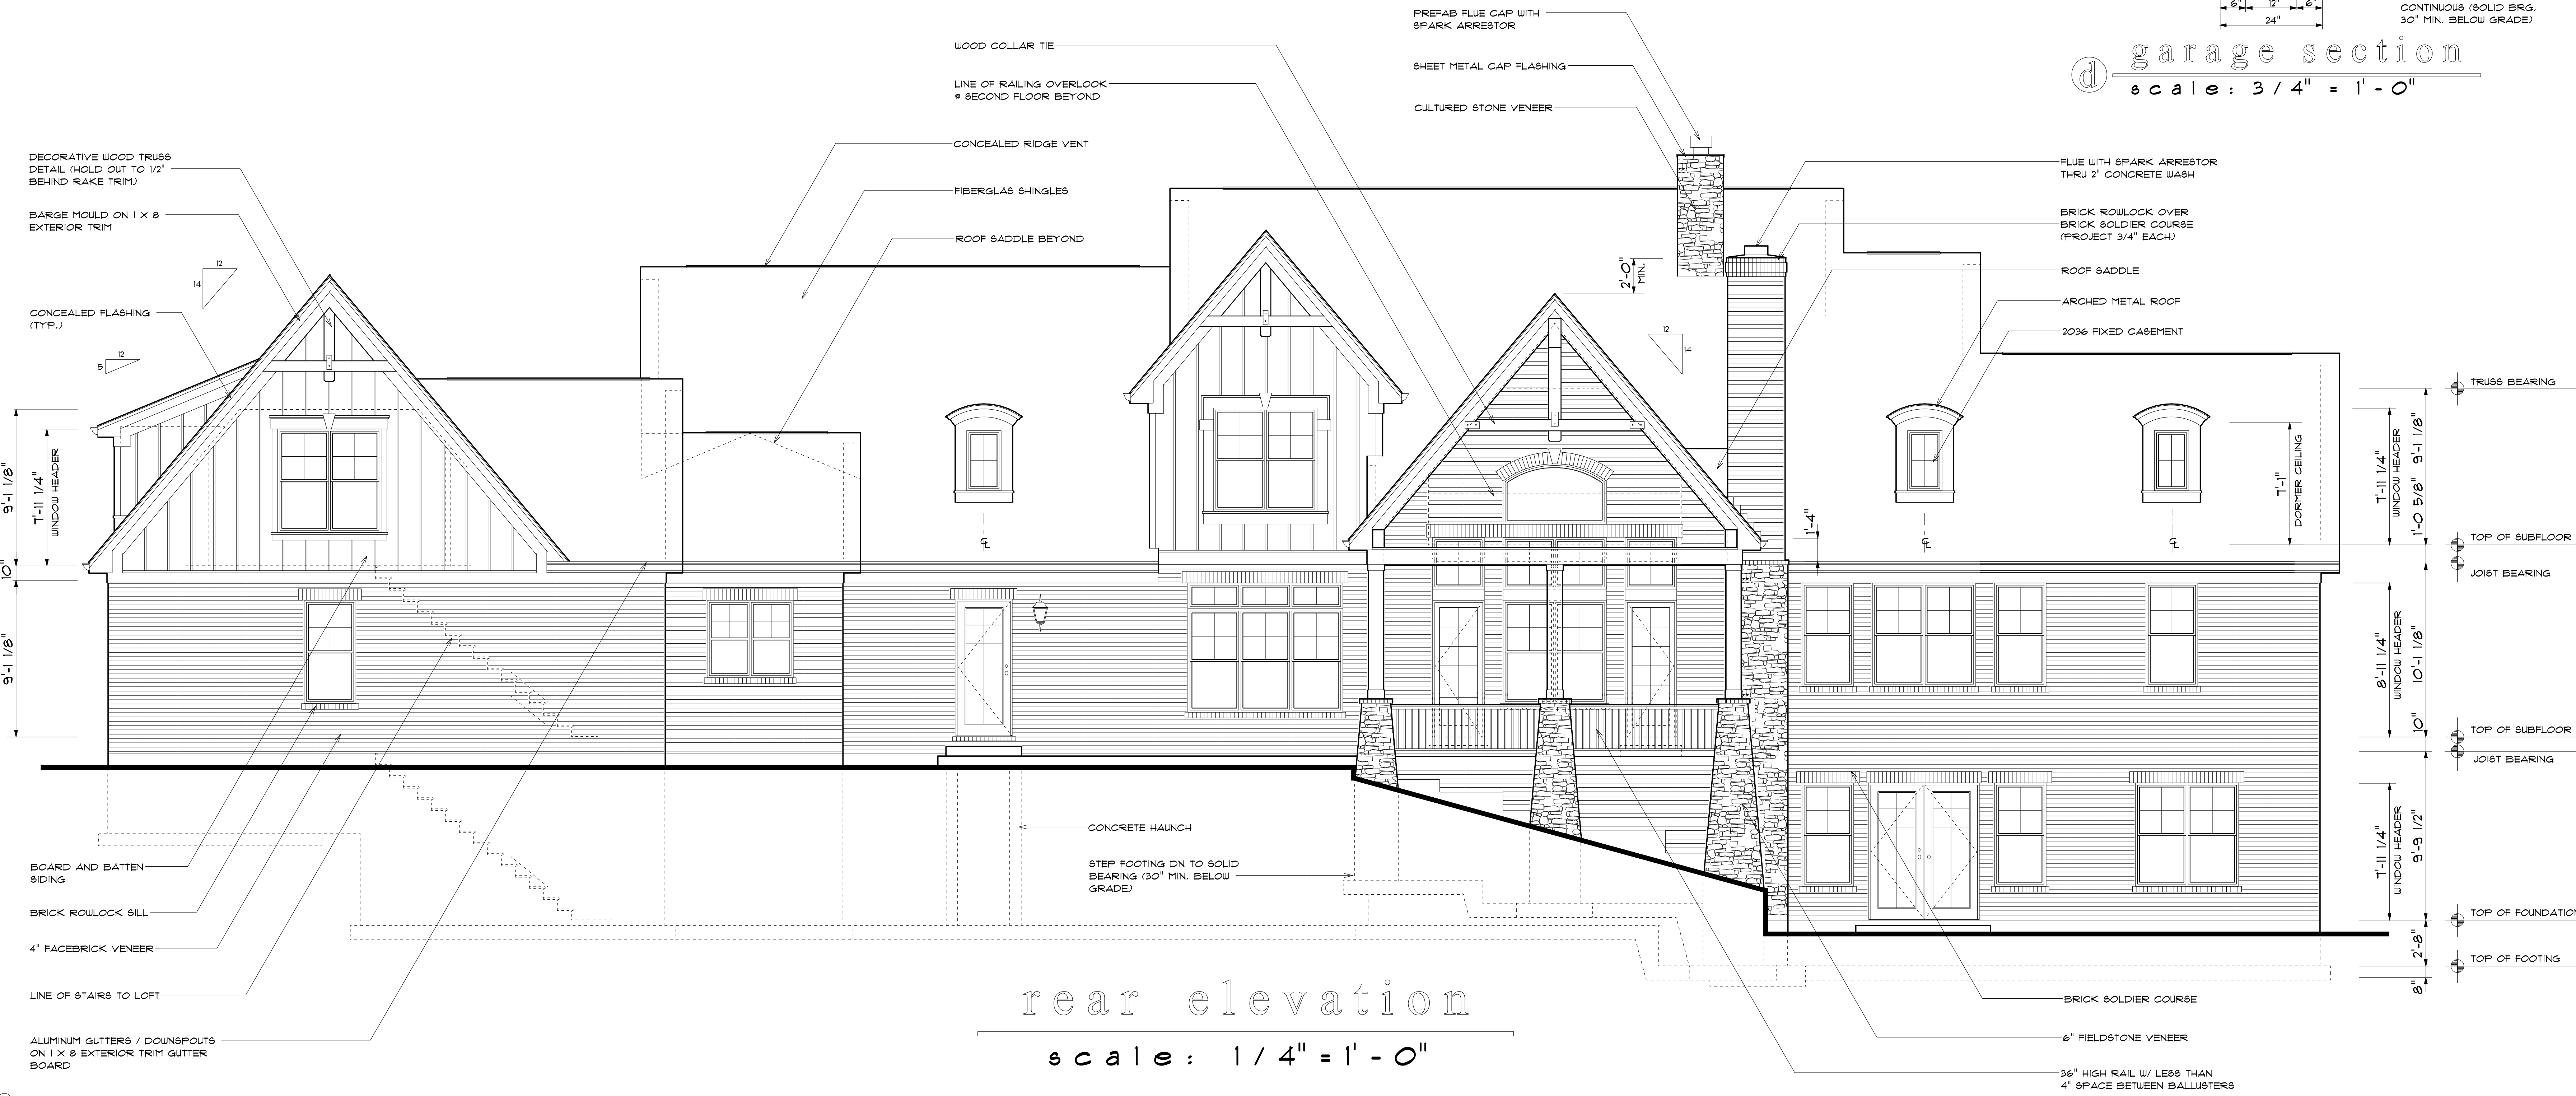 6" 12" 6"
24"
CONTINUOUS (SOLID BRG.
30" MIN. BELOW GRADE)
d garage section
scale: 3/4" = 1'-0"
PREFAB FLUE CAP WITH
SPARK ARRESTOR
SHEET METAL CAP FLASHING
CULTURED STONE VENEER
WOOD COLLAR TIE
LINE OF RAILING OVERLOOK
@ SECOND FLOOR BEYOND
CONCEALED RIDGE VENT
FIBERGLAS SHINGLES
ROOF SADDLE BEYOND
DECORATIVE WOOD TRUSS
DETAIL (HOLD OUT TO 1/2"
BEHIND RAKE TRIM)
BARGE MOULD ON 1 X 8
EXTERIOR TRIM
12
14
CONCEALED FLASHING
(TYP.)
12
5
9'-1 1/8"
7'-11 1/4"
WINDOW HEADER
10"
9'-1 1/8"
2'-0"
MIN.
12
14
1'-4"
FLUE WITH SPARK ARRESTOR
THRU 2" CONCRETE WASH
BRICK ROWLOCK OVER
BRICK SOLDIER COURSE
(PROJECT 3/4" EACH)
ROOF SADDLE
ARCHED METAL ROOF
2036 FIXED CASEMENT
CL
CL
CL
7'-1"
DORMER CEILING
7'-11 1/4"
WINDOW HEADER
9'-1 1/8"
1'-0 5/8"
8'-11 1/4"
WINDOW HEADER
10'-1 1/8"
10"
7'-11 1/4"
WINDOW HEADER
9'-9 1/2"
2'-8"
8"
TRUSS BEARING
TOP OF SUBFLOOR
JOIST BEARING
TOP OF SUBFLOOR
JOIST BEARING
TOP OF FOUNDATION
TOP OF FOOTING
BOARD AND BATTEN
SIDING
BRICK ROWLOCK SILL
4" FACEBRICK VENEER
LINE OF STAIRS TO LOFT
ALUMINUM GUTTERS / DOWNSPOUTS
ON 1 X 8 EXTERIOR TRIM GUTTER
BOARD
CONCRETE HAUNCH
STEP FOOTING DN TO SOLID
BEARING (30" MIN. BELOW
GRADE)
BRICK SOLDIER COURSE
6" FIELDSTONE VENEER
36" HIGH RAIL W/ LESS THAN
4" SPACE BETWEEN BALLUSTERS
rear elevation
scale: 1/4"=1'-0"